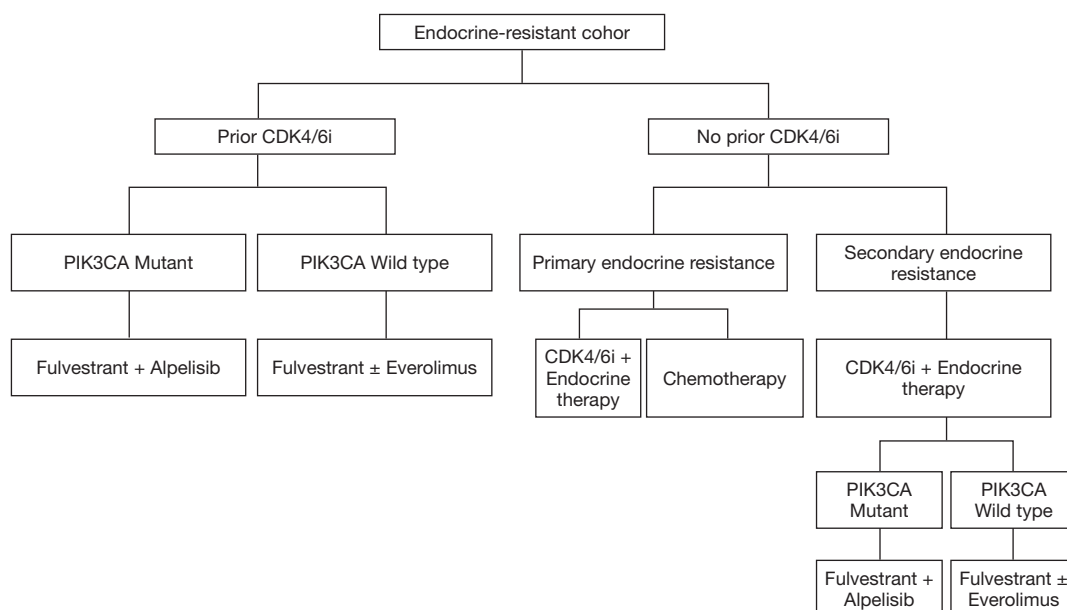 Endocrine-resistant cohor
Prior CDK4/6i
No prior CDK4/6i
PIK3CA Mutant
PIK3CA Wild type
Primary endocrine resistance
Secondary endocrine
resistance
Fulvestrant + Alpelisib
Fulvestrant ± Everolimus
CDK4/6i +
Endocrine
therapy
Chemotherapy
CDK4/6i + Endocrine
therapy
PIK3CA
Mutant
PIK3CA
Wild type
Fulvestrant +
Alpelisib
Fulvestrant ±
Everolimus